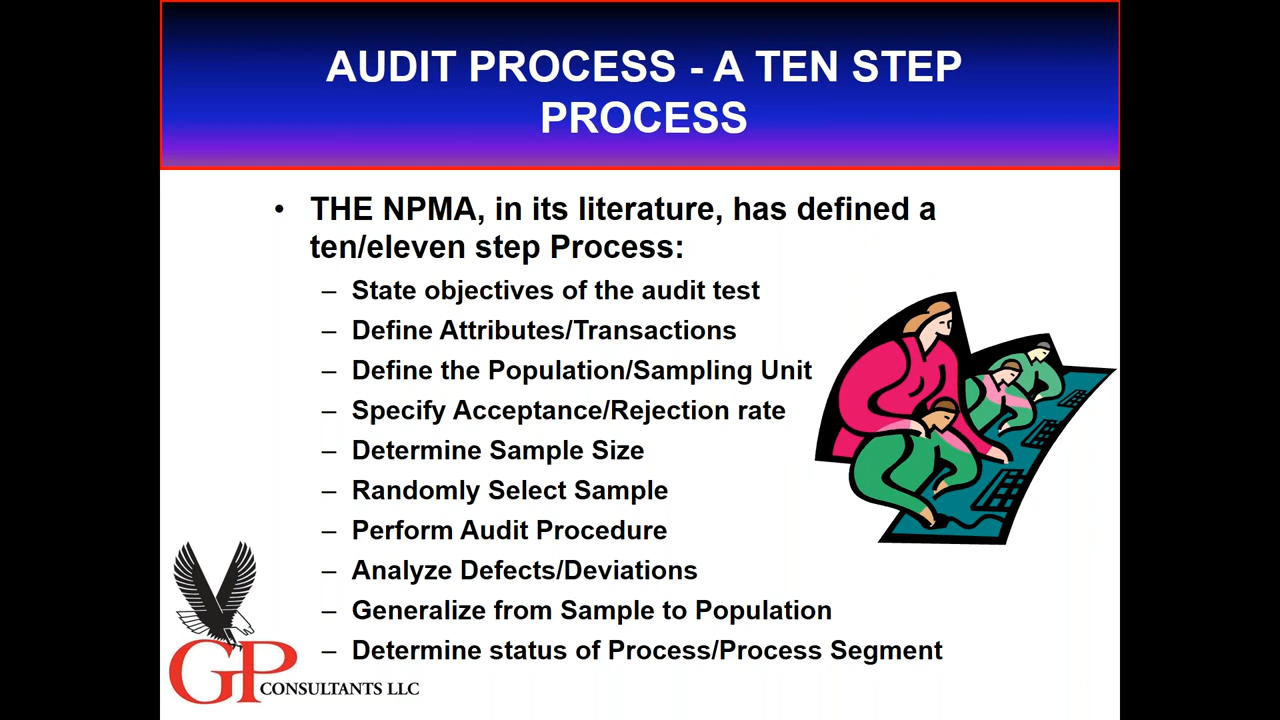 AUDIT PROCESS - A TEN STEP
PROCESS
• THE NPMA, in its literature, has defined a
ten/eleven step Process:
– State objectives of the audit test
– Define Attributes/Transactions
– Define the Population/Sampling Unit
– Specify Acceptance/Rejection rate
– Determine Sample Size
– Randomly Select Sample
– Perform Audit Procedure
– Analyze Defects/Deviations
– Generalize from Sample to Population
– Determine status of Process/Process Segment
GP
CONSULTANTS LLC